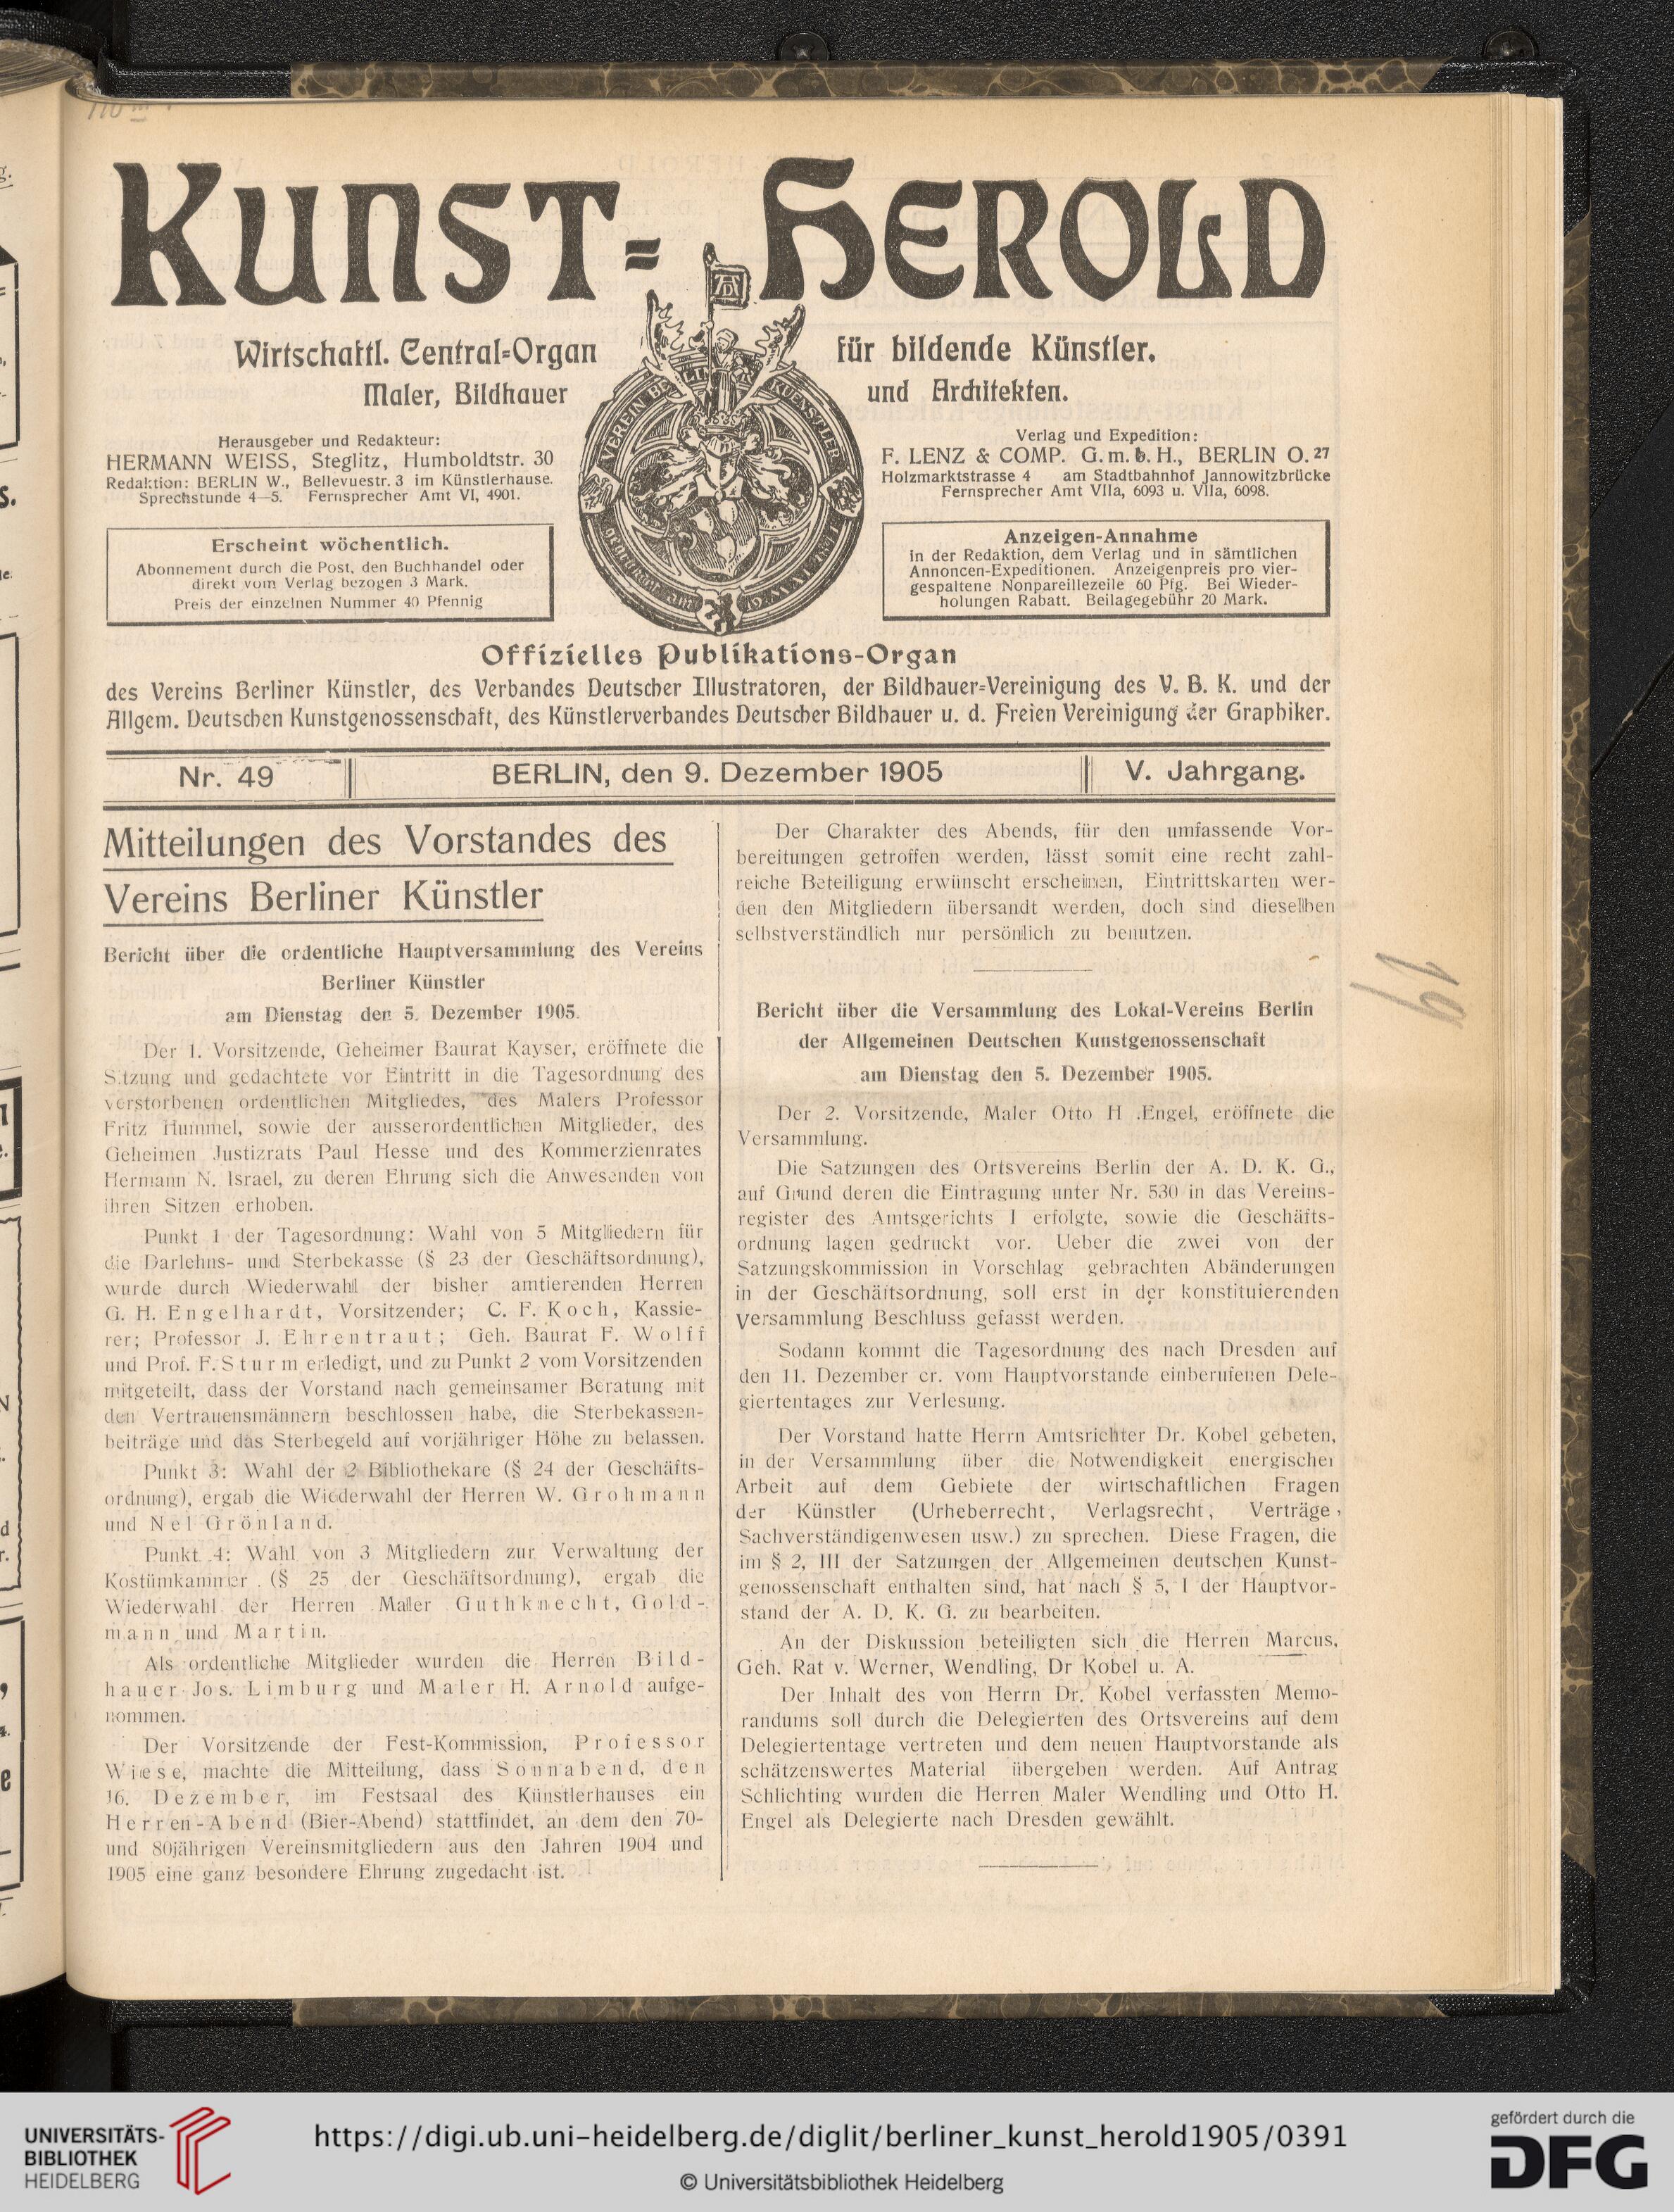 KUNST-HEROLD
Wirtschaftl. Central-Organ für bildende Künstler,
Maler, Bildhauer und Architekten.
Herausgeber und Redakteur:
HERMANN WEISS, Steglitz, Humboldtstr. 30
Redaktion: BERLIN W., Bellevuestr. 3 im Künstlerhause.
Sprechstunde 4—5. Fernsprecher Amt VI, 4901.
Erscheint wöchentlich.
Abonnement durch die Post, den Buchhandel oder
direkt vom Verlag bezogen 3 Mark.
Preis der einzelnen Nummer 40 Pfennig
VEREIN BERLINER KUENSTLER
Verlag und Expedition:
F. LENZ & COMP. G. m. b. H., BERLIN O. 27
Holzmarktstrasse 4 am Stadtbahnhof Jannowitzbrücke
Fernsprecher Amt VIIa, 6093 u. VIIa, 6098.
Anzeigen-Annahme
in der Redaktion, dem Verlag und in sämtlichen
Annoncen-Expeditionen. Anzeigenpreis pro vier-
gespaltene Nonpareillezeile 60 Pfg. Bei Wieder-
holungen Rabatt. Beilagegebühr 20 Mark.
Offizielles Publikations-Organ
des Vereins Berliner Künstler, des Verbandes Deutscher Illustratoren, der Bildhauer-Vereinigung des V. B. K. und der
Allgem. Deutschen Kunstgenossenschaft, des Künstlerverbandes Deutscher Bildhauer u. d. Freien Vereinigung der Graphiker.
Nr. 49
BERLIN, den 9. Dezember 1905
V. Jahrgang.
Mitteilungen des Vorstandes des
Vereins Berliner Künstler
Bericht über die ordentliche Hauptversammlung des Vereins
Berliner Künstler
am Dienstag den 5. Dezember 1905.
Der 1. Vorsitzende, Geheimer Baurat Kayser, eröffnete die
Sitzung und gedachtete vor Eintritt in die Tagesordnung des
verstorbenen ordentlichen Mitgliedes, des Malers Professor
Fritz Hummel, sowie der ausserordentlichen Mitglieder, des
Geheimen Justizrats Paul Hesse und des Kommerzienrates
Hermann N. Israel, zu deren Ehrung sich die Anwesenden von
ihren Sitzen erhoben.
Punkt 1 der Tagesordnung: Wahl von 5 Mitgliedern für
die Darlehns- und Sterbekasse (§ 23 der Geschäftsordnung),
wurde durch Wiederwahl der bisher amtierenden Herren
G. H. Engelhardt, Vorsitzender; C. F. Koch, Kassie-
rer; Professor J. Ehrentraut; Geh. Baurat F. Wolff
und Prof. F. Sturm erledigt, und zu Punkt 2 vom Vorsitzenden
mitgeteilt, dass der Vorstand nach gemeinsamer Beratung mit
den Vertrauensmännern beschlossen habe, die Sterbekassen-
beiträge und das Sterbegeld auf vorjähriger Höhe zu belassen.
Punkt 3: Wahl der 2 Bibliothekare (§ 24 der Geschäfts-
ordnung), ergab die Wiederwahl der Herren W. Grohmann
und Nel Grönland.
Punkt 4: Wahl von 3 Mitgliedern zur Verwaltung der
Kostümkammer (§ 25 der Geschäftsordnung), ergab die
Wiederwahl der Herren Maller Guthknecht, Gold-
mann und Martin.
Als ordentliche Mitglieder wurden die Herren Bild-
hauer Jos. Limburg und Maler H. Arnold aufge-
nommen.
Der Vorsitzende der Fest-Kommission, Professor
Wiese, machte die Mitteilung, dass Sonnabend, den
16. Dezember, im Festsaal des Künstlerhauses ein
Herren-Abend (Bier-Abend) stattfindet, an dem den 70-
und 80jährigen Vereinsmitgliedern aus den Jahren 1904 und
1905 eine ganz besondere Ehrung zugedacht ist.
Der Charakter des Abends, für den umfassende Vor-
bereitungen getroffen werden, lässt somit eine recht zahl-
reiche Beteiligung erwünscht erscheinen, Eintrittskarten wer-
den den Mitgliedern übersandt werden, doch sind dieselben
selbstverständlich nur persönlich zu benutzen.
Bericht über die Versammlung des Lokal-Vereins Berlin
der Allgemeinen Deutschen Kunstgenossenschaft
am Dienstag den 5. Dezember 1905.
Der 2. Vorsitzende, Maler Otto H .Engel, eröffnete die
Versammlung.
Die Satzungen des Ortsvereins Berlin der A. D. K. G.,
auf Grund deren die Eintragung unter Nr. 530 in das Vereins-
register des Amtsgerichts I erfolgte, sowie die Geschäfts-
ordnung lagen gedruckt vor. Ueber die zwei von der
Satzungskommission in Vorschlag gebrachten Abänderungen
in der Geschäftsordnung, soll erst in der konstituierenden
Versammlung Beschluss gefasst werden.
Sodann kommt die Tagesordnung des nach Dresden auf
den 11. Dezember cr. vom Hauptvorstande einberufenen Dele-
giertentages zur Verlesung.
Der Vorstand hatte Herrn Amtsrichter Dr. Kobel gebeten,
in der Versammlung über die Notwendigkeit energischer
Arbeit auf dem Gebiete der wirtschaftlichen Fragen
der Künstler (Urheberrecht, Verlagsrecht, Verträge,
Sachverständigenwesen usw.) zu sprechen. Diese Fragen, die
im § 2, III der Satzungen der Allgemeinen deutschen Kunst-
genossenschaft enthalten sind, hat nach § 5, I der Hauptvor-
stand der A. D. K. G. zu bearbeiten.
An der Diskussion beteiligten sich die Herren Marcus,
Geh. Rat v. Werner, Wendling, Dr Kobel u. A.
Der Inhalt des von Herrn Dr. Kobel verfassten Memo-
randums soll durch die Delegierten des Ortsvereins auf dem
Delegiertentage vertreten und dem neuen Hauptvorstande als
schätzenswertes Material übergeben werden. Auf Antrag
Schlichting wurden die Herren Maler Wendling und Otto H.
Engel als Delegierte nach Dresden gewählt.
19
UNIVERSITÄTS-
BIBLIOTHEK
HEIDELBERG
https://digi.ub.uni-heidelberg.de/diglit/berliner_kunst_herold1905/0391
© Universitätsbibliothek Heidelberg
gefördert durch die
DFG